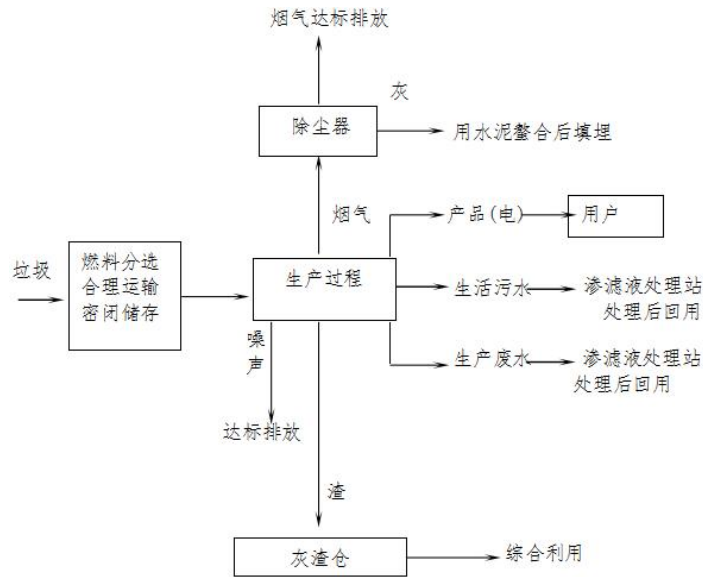 烟气达标排放
灰
除尘器
用水泥螯合后填埋
烟气
产品(电)
用户
垃圾
燃料分选
合理运输
密闭储存
生产过程
生活污水
渗滤液处理站
处理后回用
噪
声
生产废水
渗滤液处理站
处理后回用
达标排放
渣
灰渣仓
综合利用